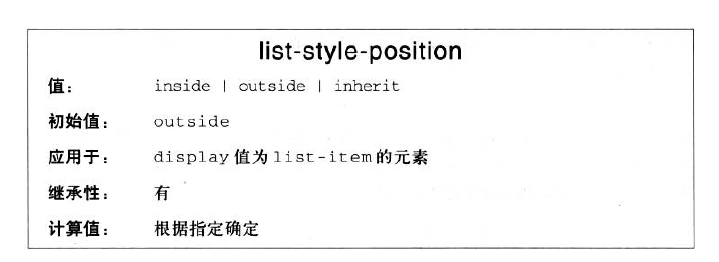 list-style-position
值： inside | outside | inherit
初始值： outside
应用于： display 值为 list-item 的元素
继承性： 有
计算值： 根据指定确定